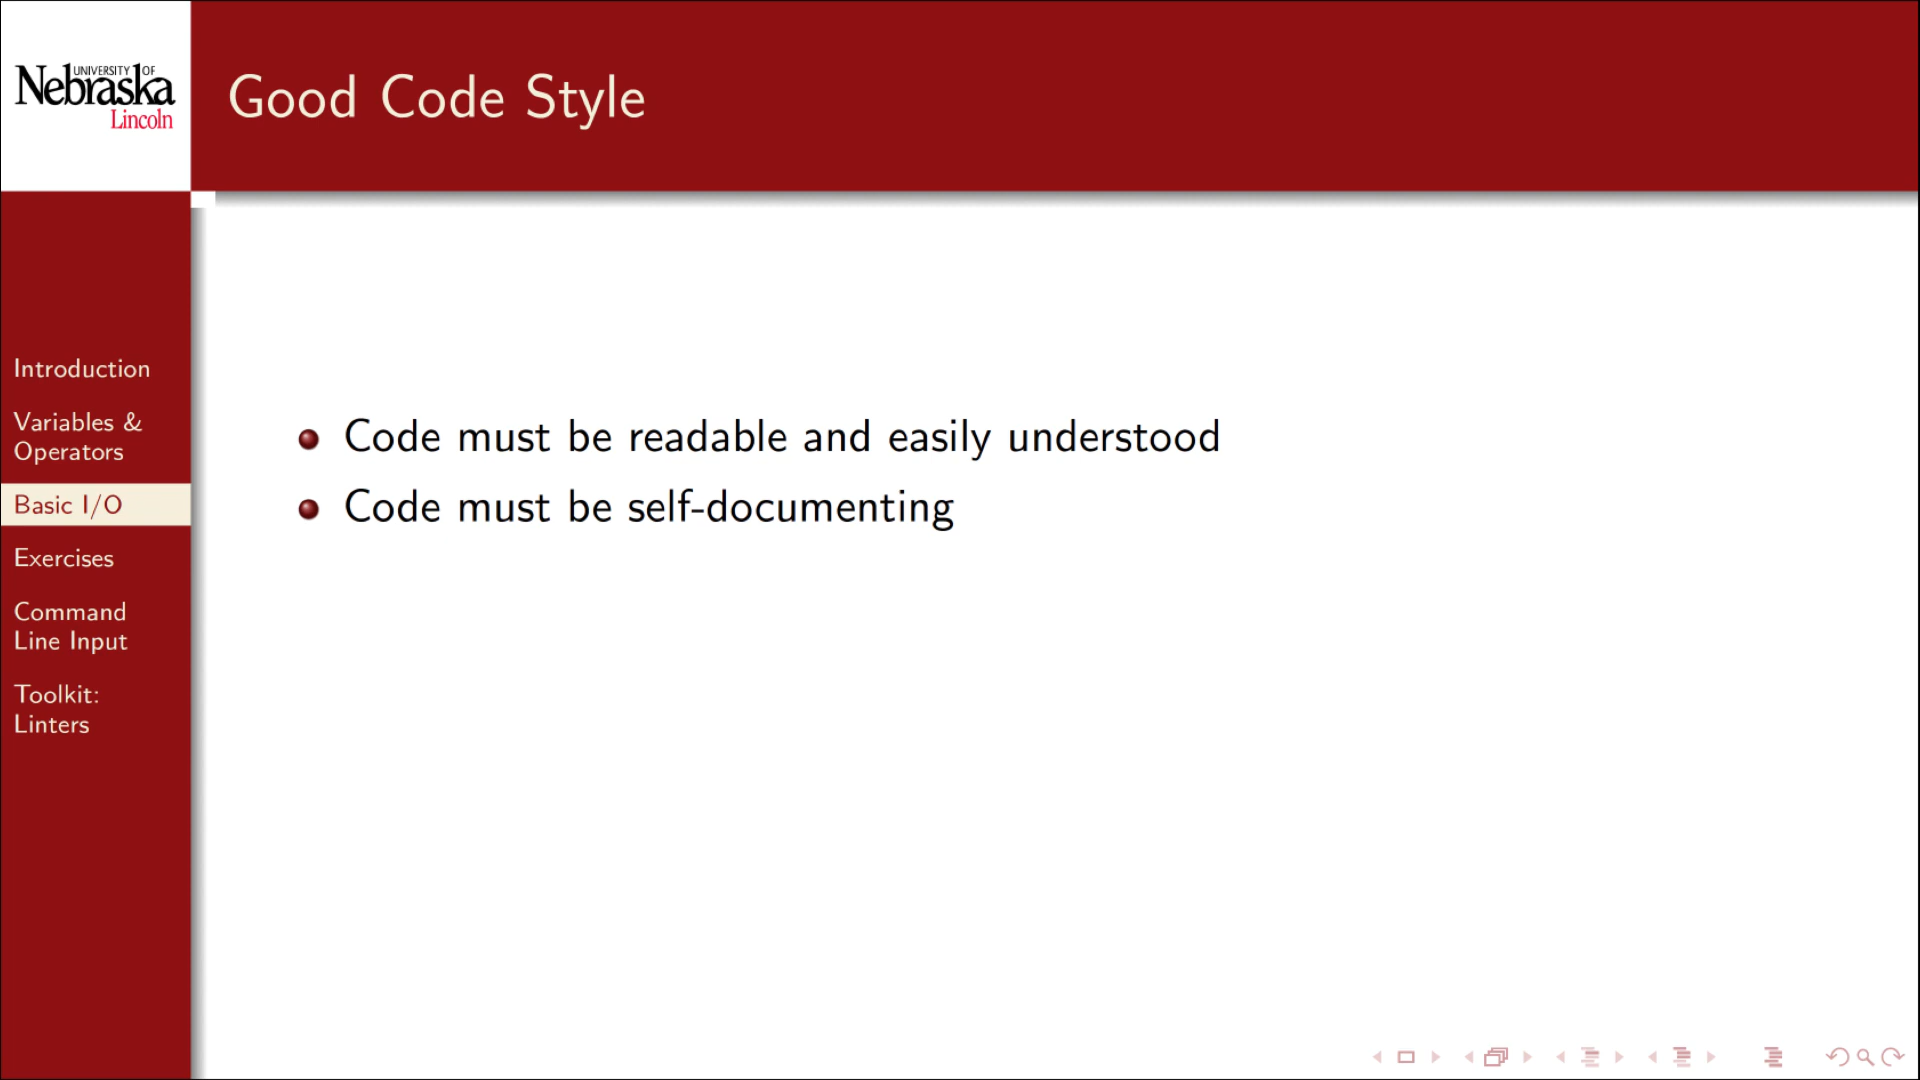 UNIVERSITY OF
Nebraska
Lincoln
Good Code Style
Introduction
Variables &
Operators
Basic I/O
Exercises
Command
Line Input
Toolkit:
Linters
Code must be readable and easily understood
Code must be self-documenting